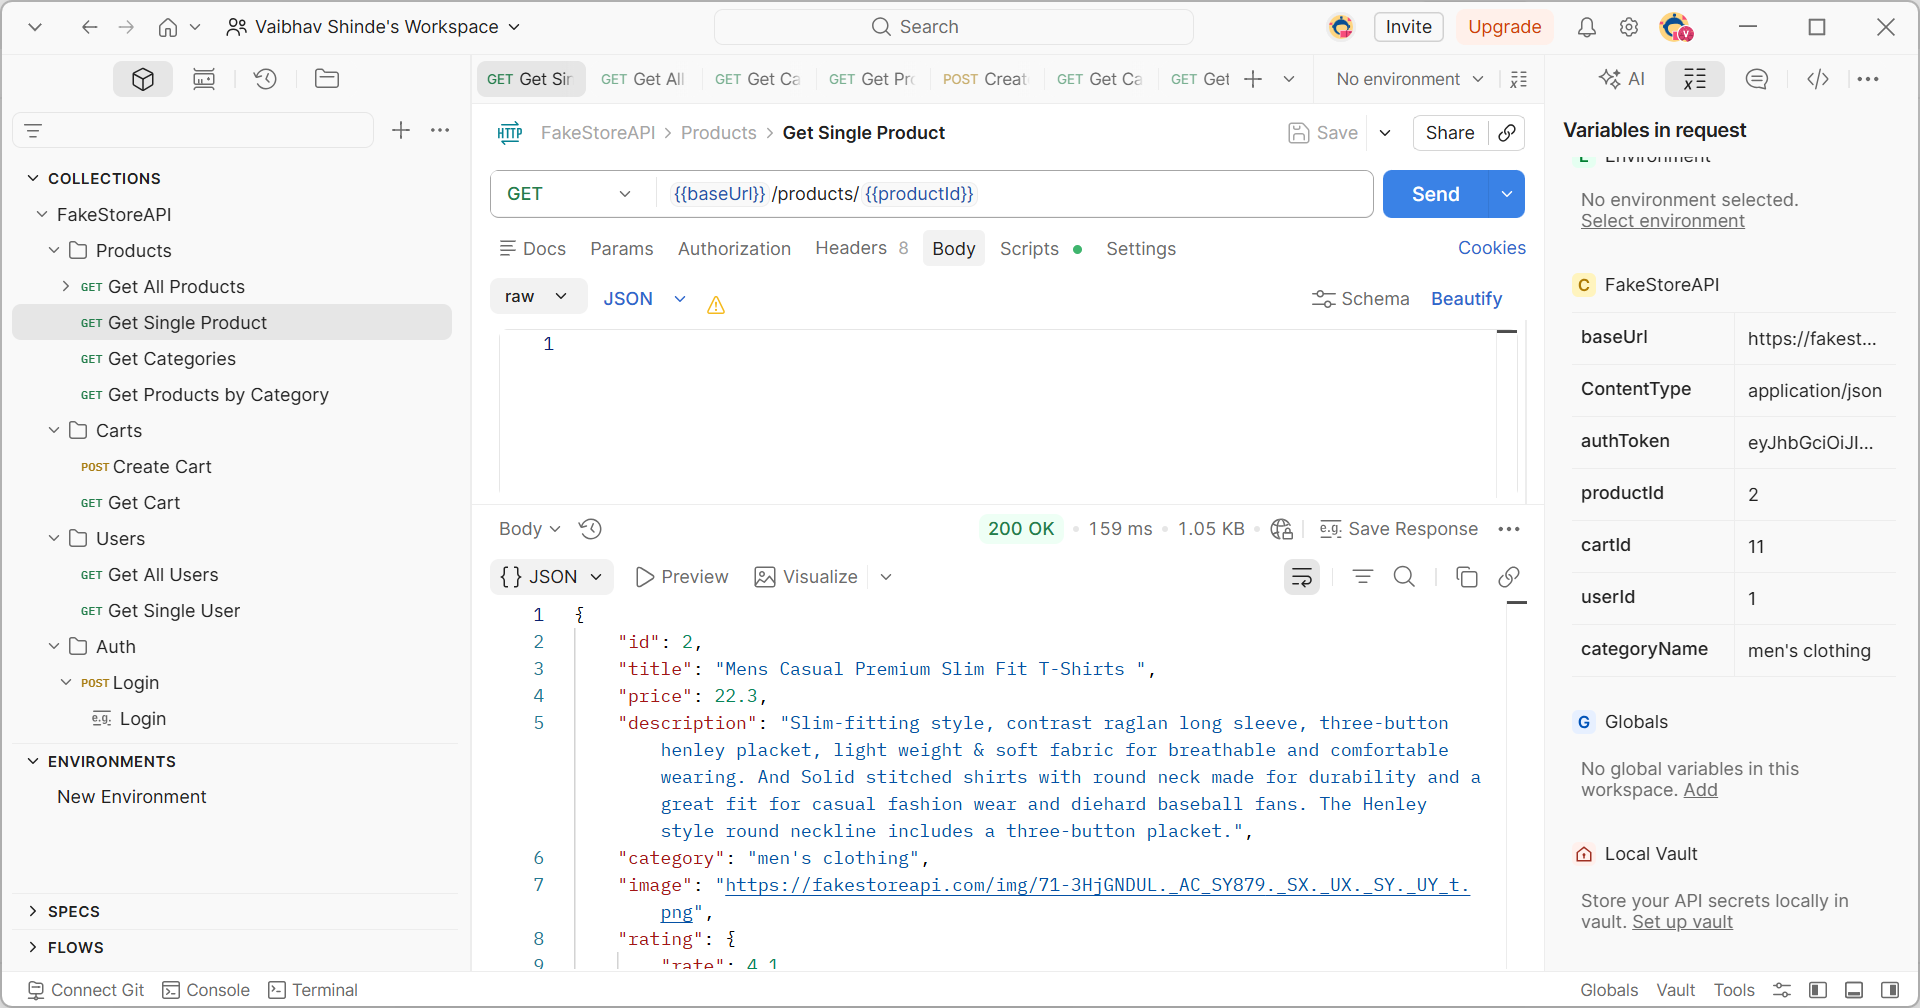 Vaibhav Shinde's Workspace
Search
Invite
Upgrade
V
GET Get Sin
GET Get All
GET Get Ca
GET Get Pro
POST Create
GET Get Ca
GET Get
No environment
AI
FakeStoreAPI > Products > Get Single Product
Save
Share
Variables in request
COLLECTIONS
FakeStoreAPI
Products
GET Get All Products
GET Get Single Product
GET Get Categories
GET Get Products by Category
Carts
POST Create Cart
GET Get Cart
Users
GET Get All Users
GET Get Single User
Auth
POST Login
e.g. Login
ENVIRONMENTS
New Environment
SPECS
FLOWS
HTTP
GET
{{baseUrl}} /products/ {{productId}}
Send
Docs
Params
Authorization
Headers 8
Body
Scripts
Settings
Cookies
raw
JSON
Schema
Beautify
1
Body
200 OK
159 ms
1.05 KB
e.g. Save Response
{} JSON
Preview
Visualize
1 {
2 "id": 2,
3 "title": "Mens Casual Premium Slim Fit T-Shirts ",
4 "price": 22.3,
5 "description": "Slim-fitting style, contrast raglan long sleeve, three-button
henley placket, light weight & soft fabric for breathable and comfortable
wearing. And Solid stitched shirts with round neck made for durability and a
great fit for casual fashion wear and diehard baseball fans. The Henley
style round neckline includes a three-button placket.",
6 "category": "men's clothing",
7 "image": "https://fakestoreapi.com/img/71-3HjGNDUL._AC_SY879._SX._UX._SY._UY_t.
png",
8 "rating": {
9 "rate": 4.1
E Environment
No environment selected.
Select environment
C FakeStoreAPI
baseUrl https://fakest...
ContentType application/json
authToken eyJhbGciOiJI...
productId 2
cartId 11
userId 1
categoryName men's clothing
G Globals
No global variables in this
workspace. Add
Local Vault
Store your API secrets locally in
vault. Set up vault
Connect Git
Console
Terminal
Globals
Vault
Tools